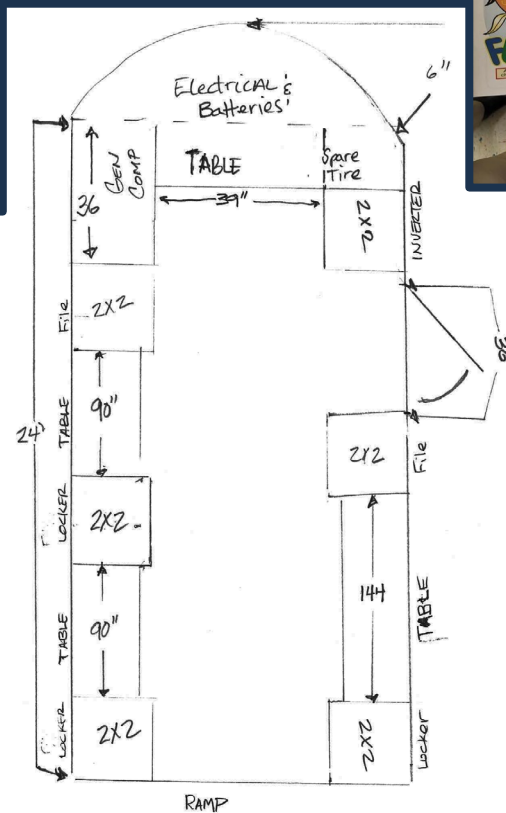 Electrical &
Batteries'
6"
GEN
COMP
TABLE
Spare
Tire
36
39"
2X2
INVERTER
File
2X2
TABLE
90"
24'
2X2
File
LOCKER
2X2
144
TABLE
TABLE
90"
LOCKER
2X2
2X2
Locker
RAMP